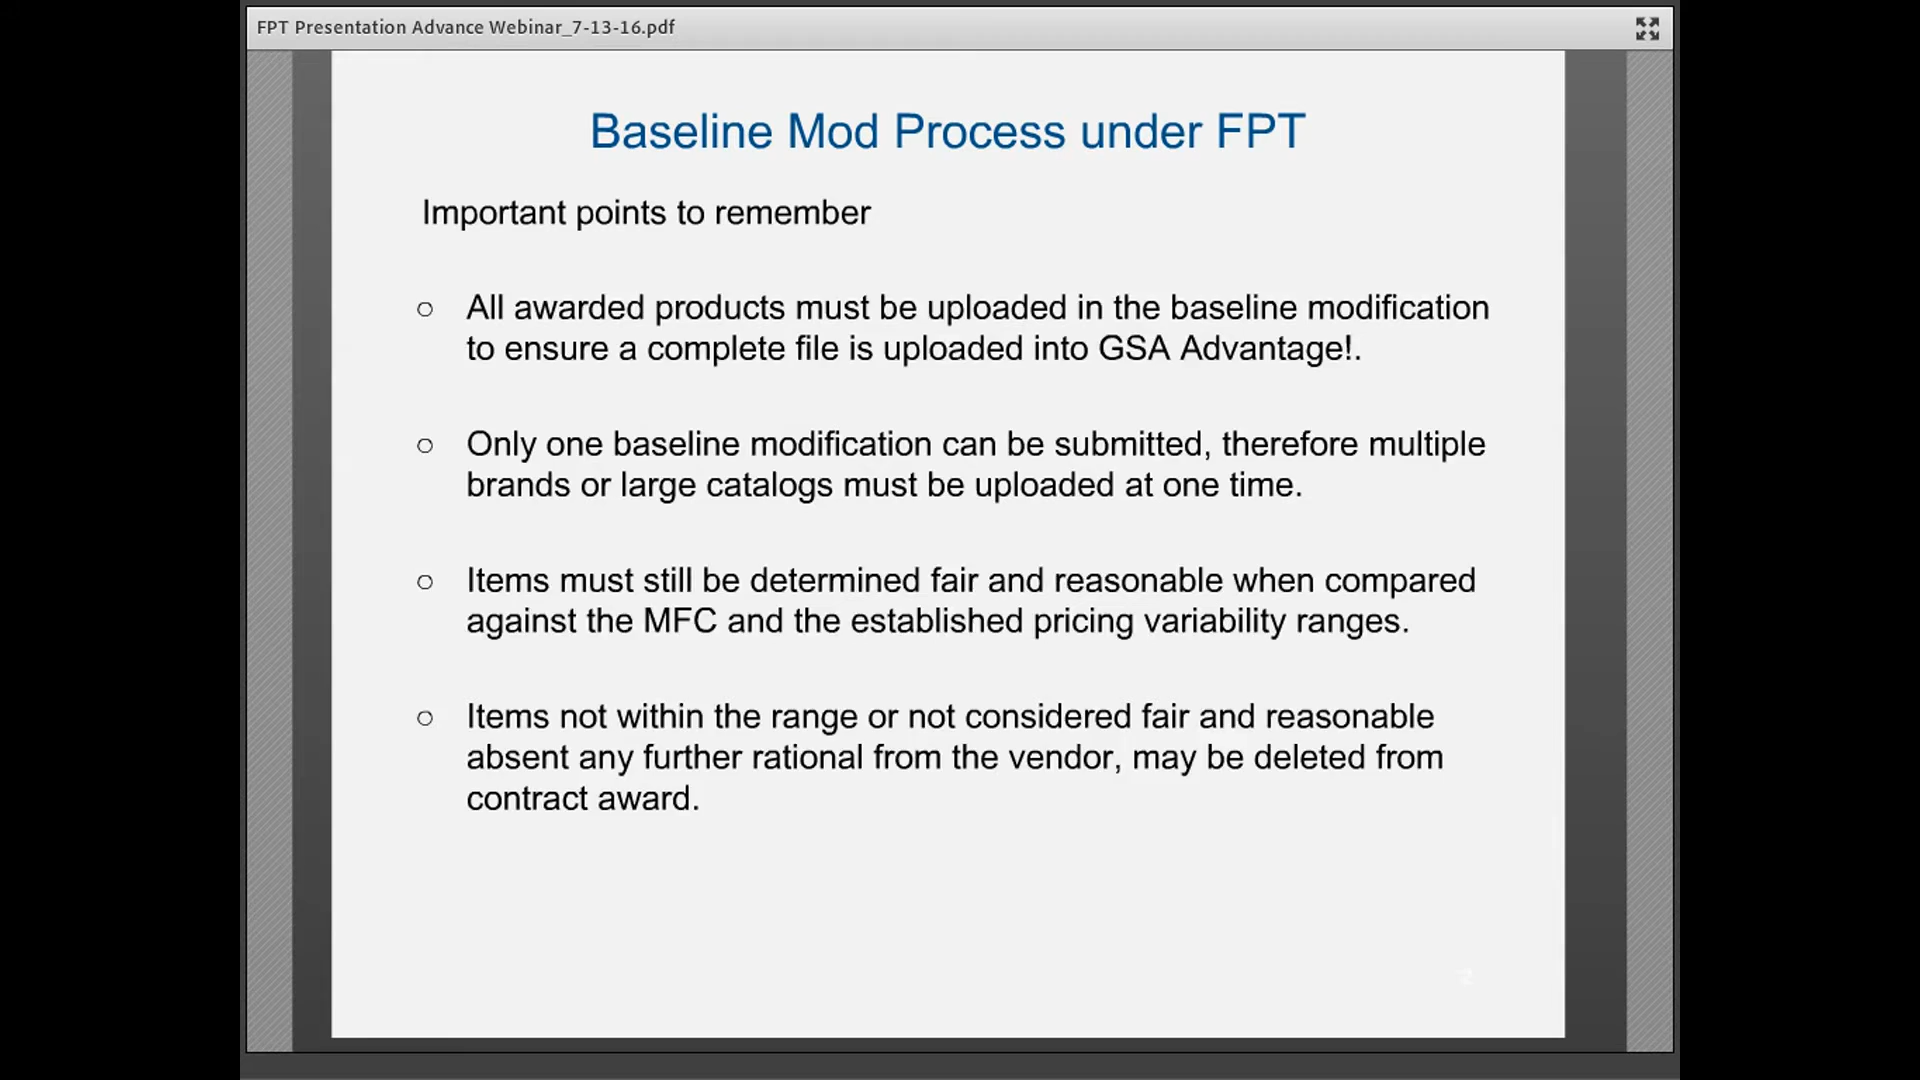 FPT Presentation Advance Webinar_7-13-16.pdf
Baseline Mod Process under FPT
Important points to remember
○ All awarded products must be uploaded in the baseline modification
to ensure a complete file is uploaded into GSA Advantage!.
○ Only one baseline modification can be submitted, therefore multiple
brands or large catalogs must be uploaded at one time.
○ Items must still be determined fair and reasonable when compared
against the MFC and the established pricing variability ranges.
○ Items not within the range or not considered fair and reasonable
absent any further rational from the vendor, may be deleted from
contract award.